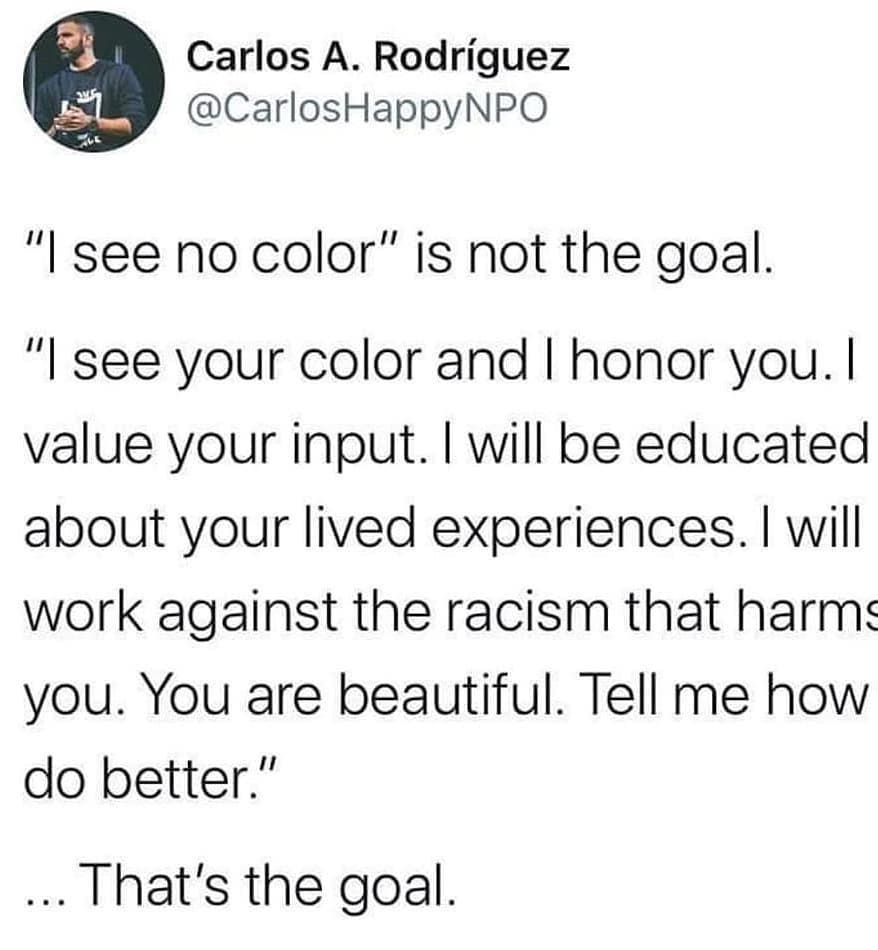 Carlos A. Rodríguez
@CarlosHappyNPO
"I see no color" is not the goal.
"I see your color and I honor you. I
value your input. I will be educated
about your lived experiences. I will
work against the racism that harms
you. You are beautiful. Tell me how
do better."
... That's the goal.